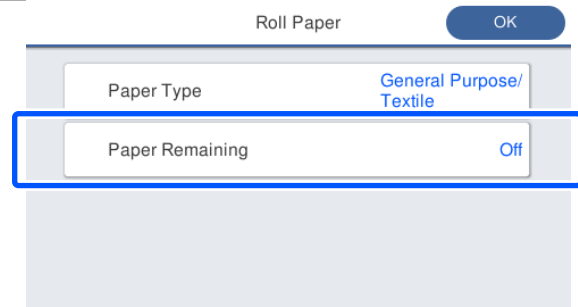 Roll Paper
OK
Paper Type
General Purpose/
Textile
Paper Remaining
Off